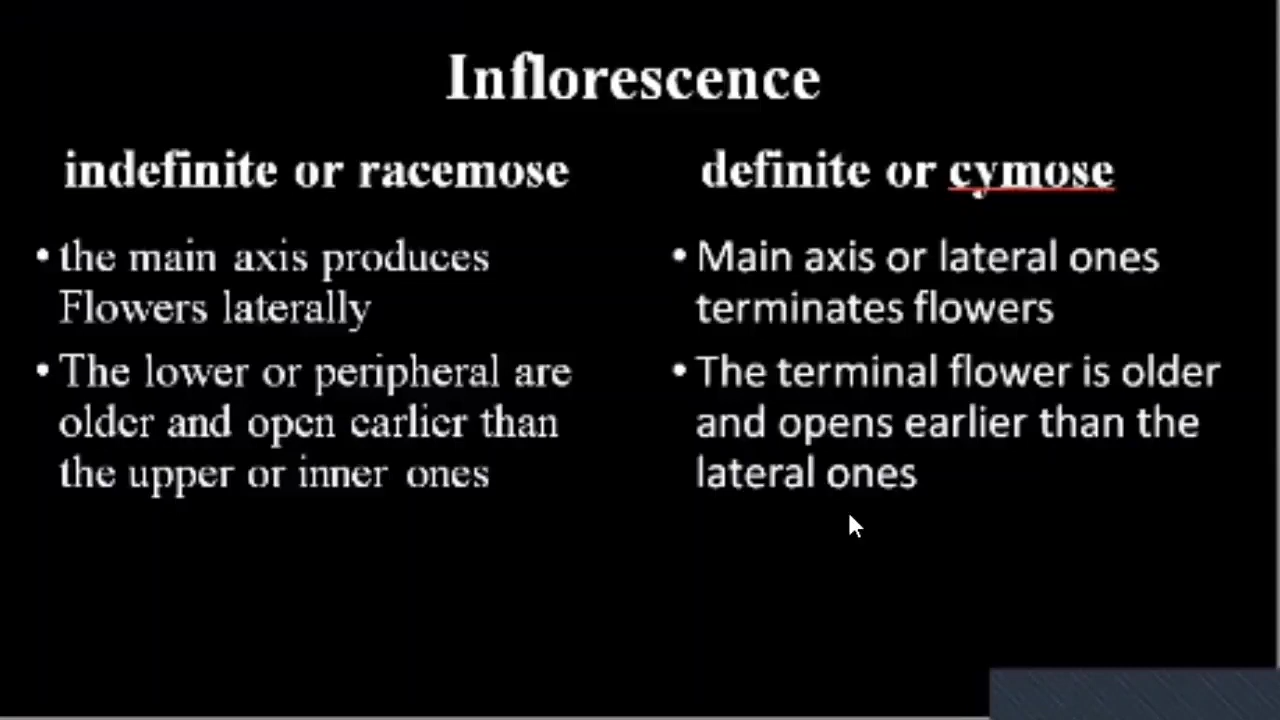 Inflorescence
indefinite or racemose
• the main axis produces
Flowers laterally
• The lower or peripheral are
older and open earlier than
the upper or inner ones
definite or cymose
• Main axis or lateral ones
terminates flowers
• The terminal flower is older
and opens earlier than the
lateral ones